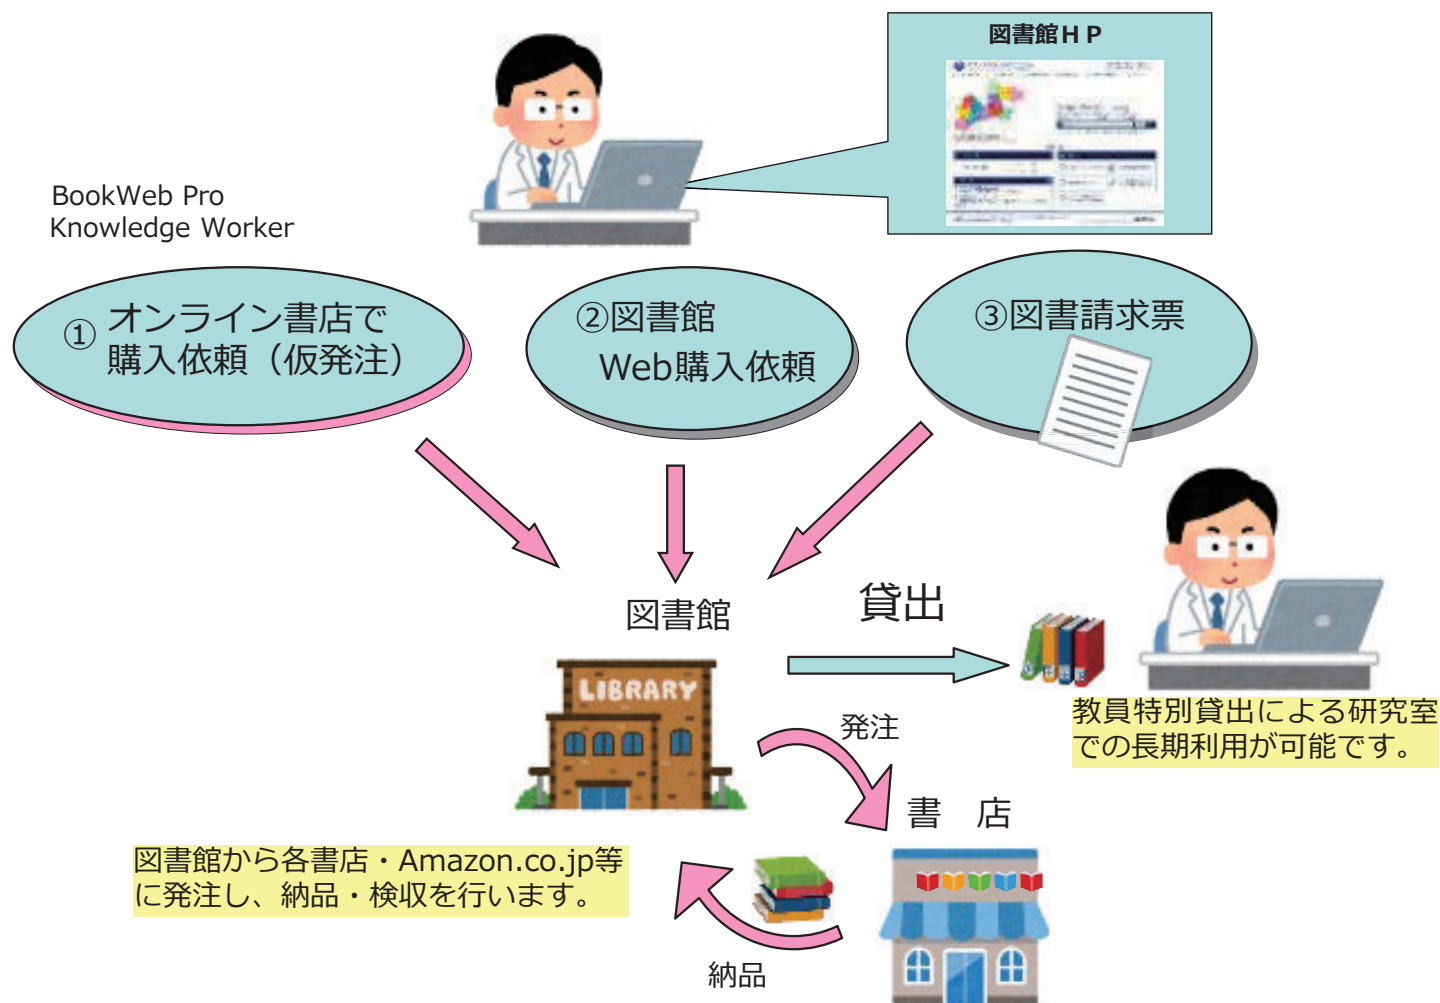 図書館HP
BookWeb Pro
Knowledge Worker
① オンライン書店で
購入依頼（仮発注）
②図書館
Web購入依頼
③図書請求票
図書館
貸出
LIBRARY
教員特別貸出による研究室
での長期利用が可能です。
発注
書　店
図書館から各書店・Amazon.co.jp等
に発注し、納品・検収を行います。
納品